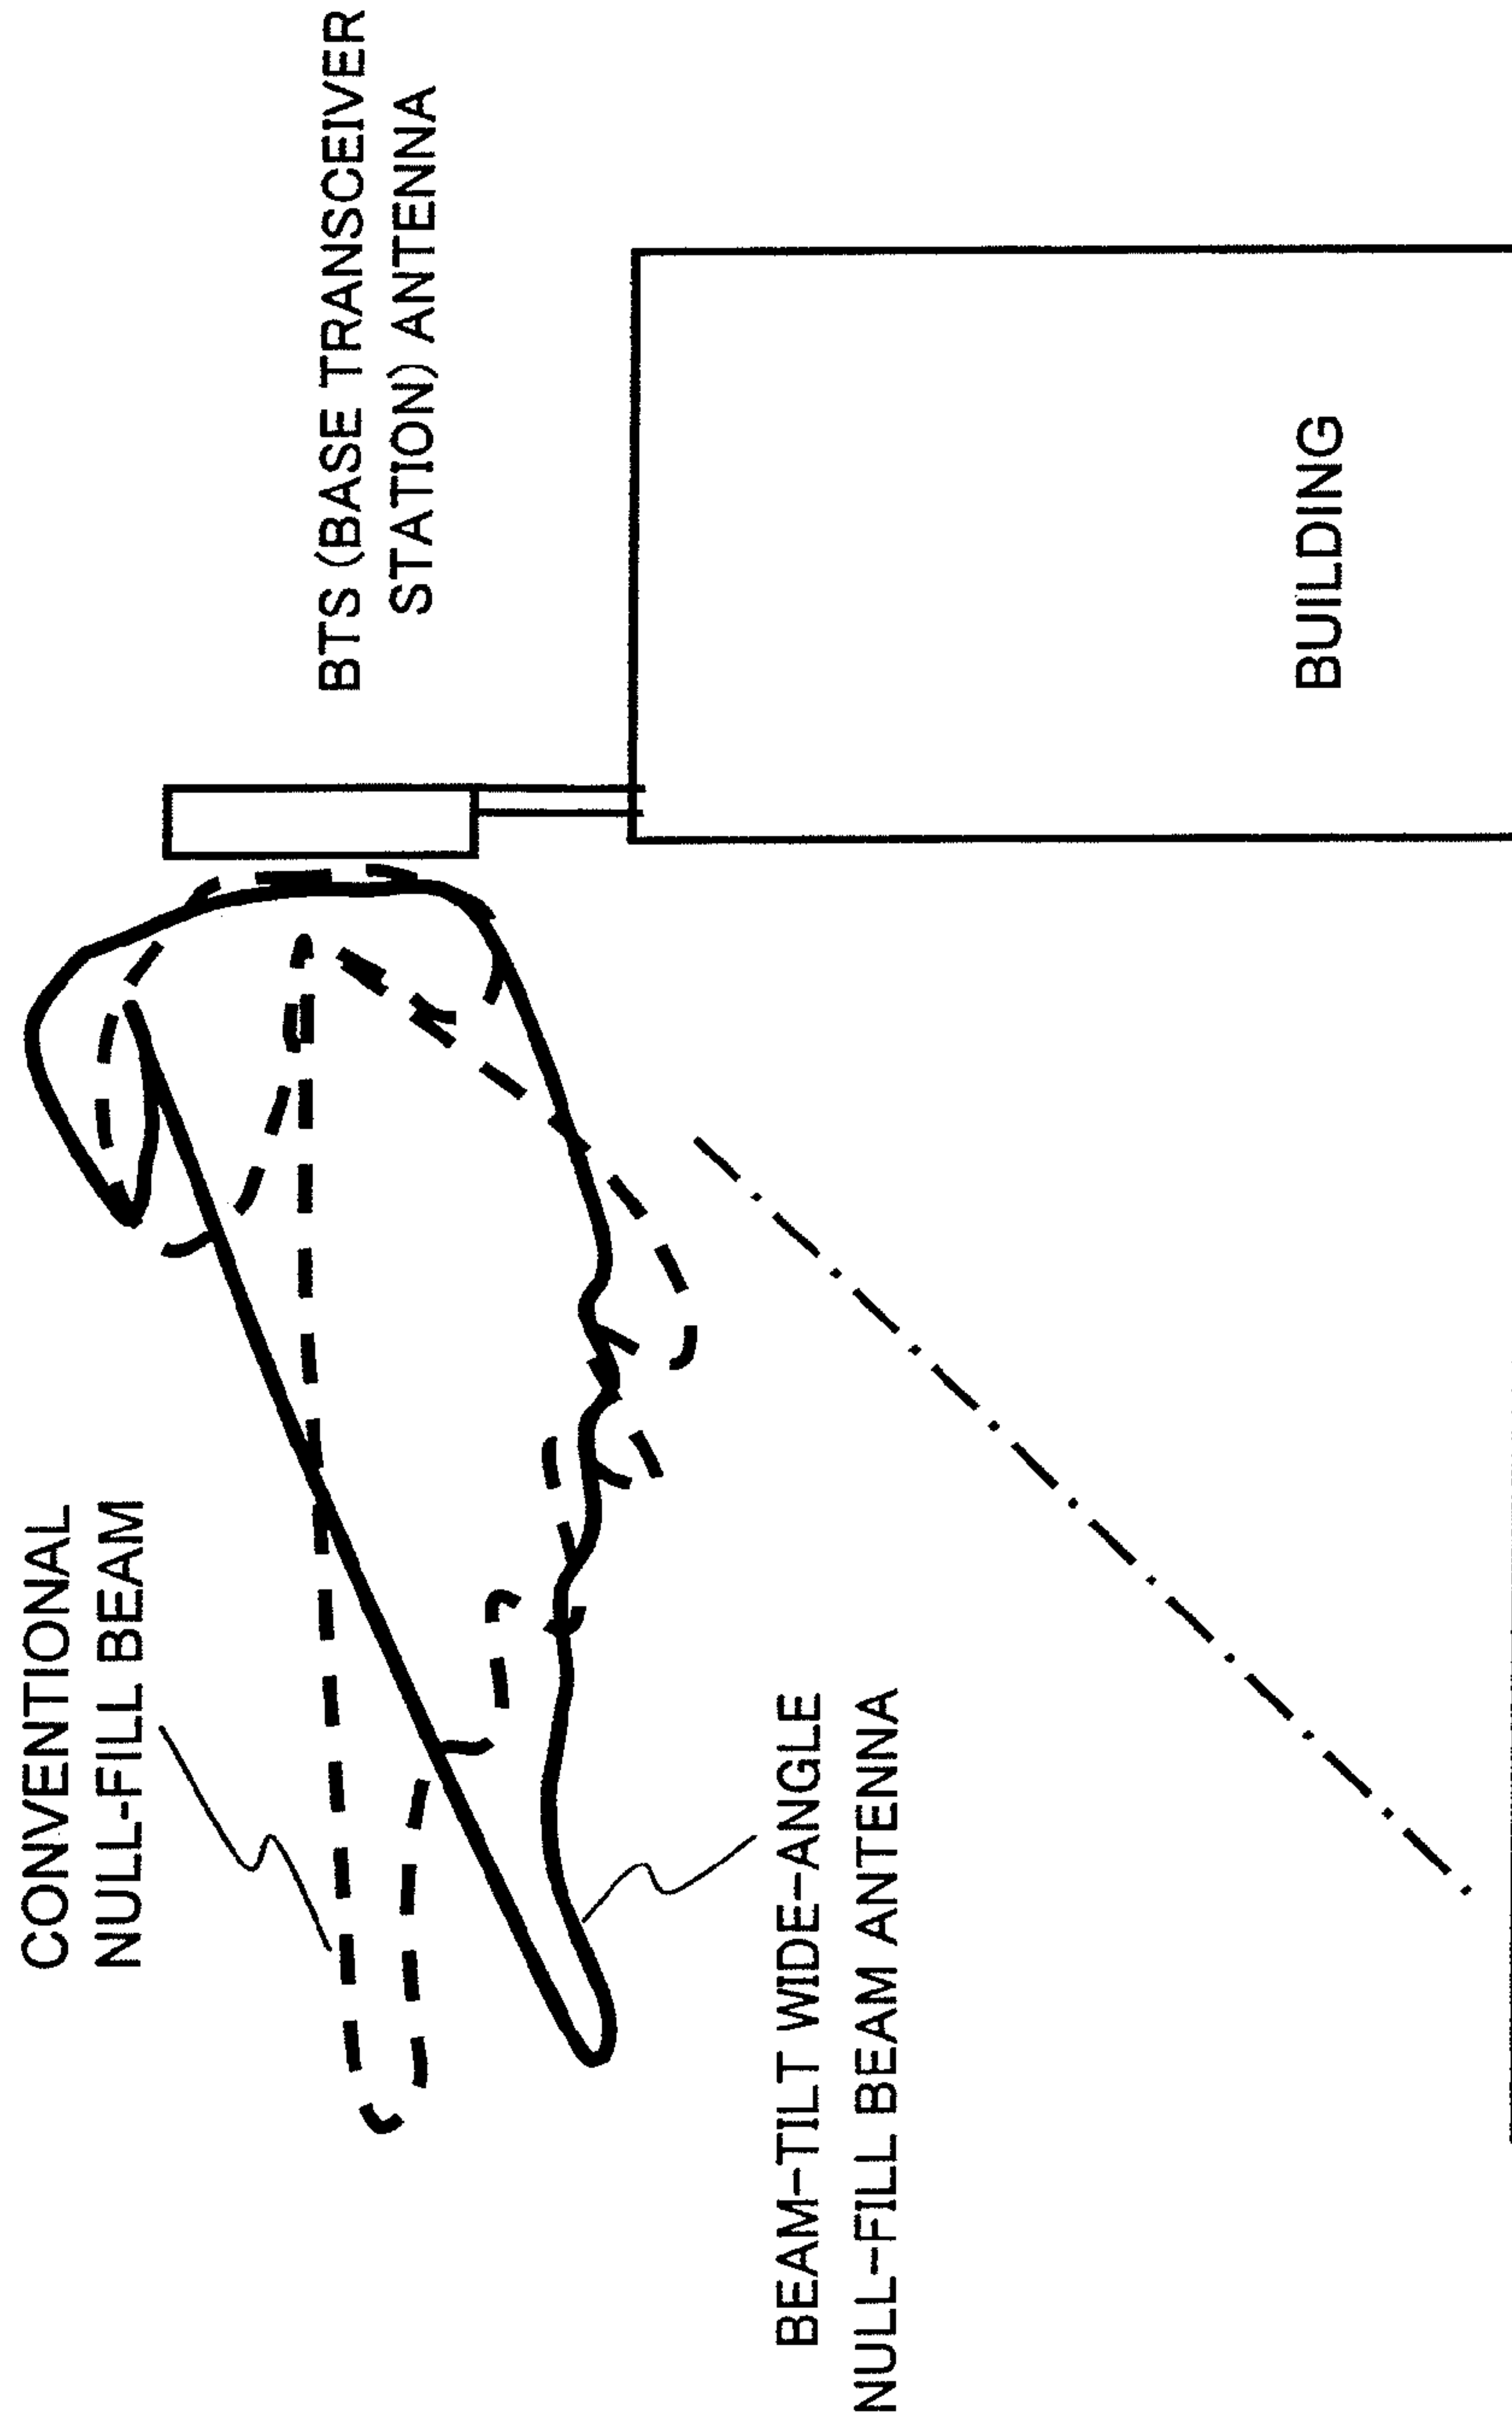 CONVENTIONAL
NULL-FILL BEAM
BTS (BASE TRANSCEIVER
STATION) ANTENNA
BEAM-TILT WIDE-ANGLE
NULL-FILL BEAM ANTENNA
BUILDING